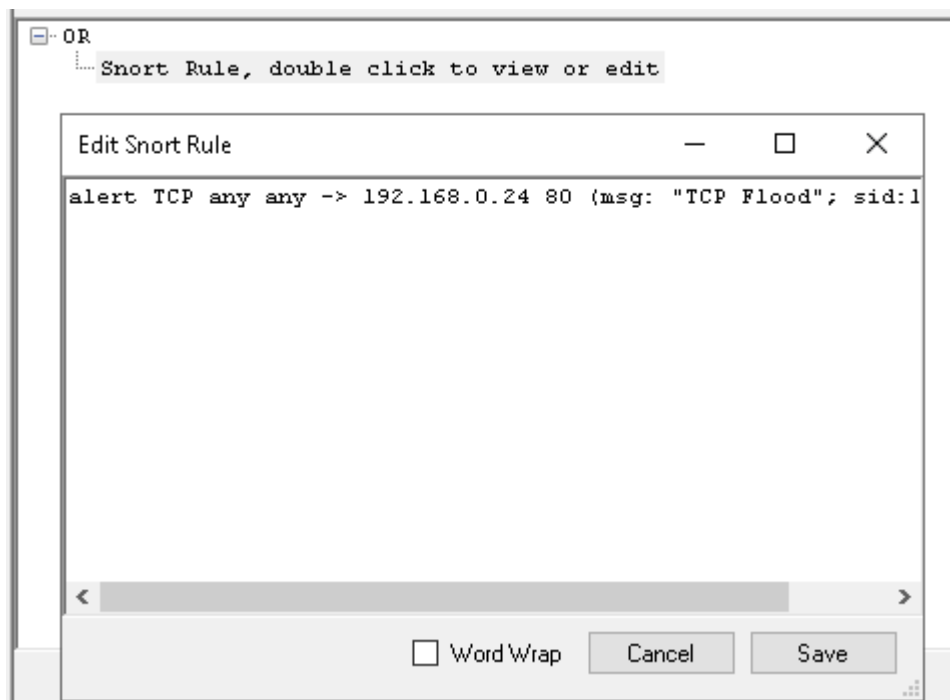 OR
Snort Rule, double click to view or edit
Edit Snort Rule
alert TCP any any -> 192.168.0.24 80 (msg: "TCP Flood"; sid:1
Word Wrap
Cancel
Save